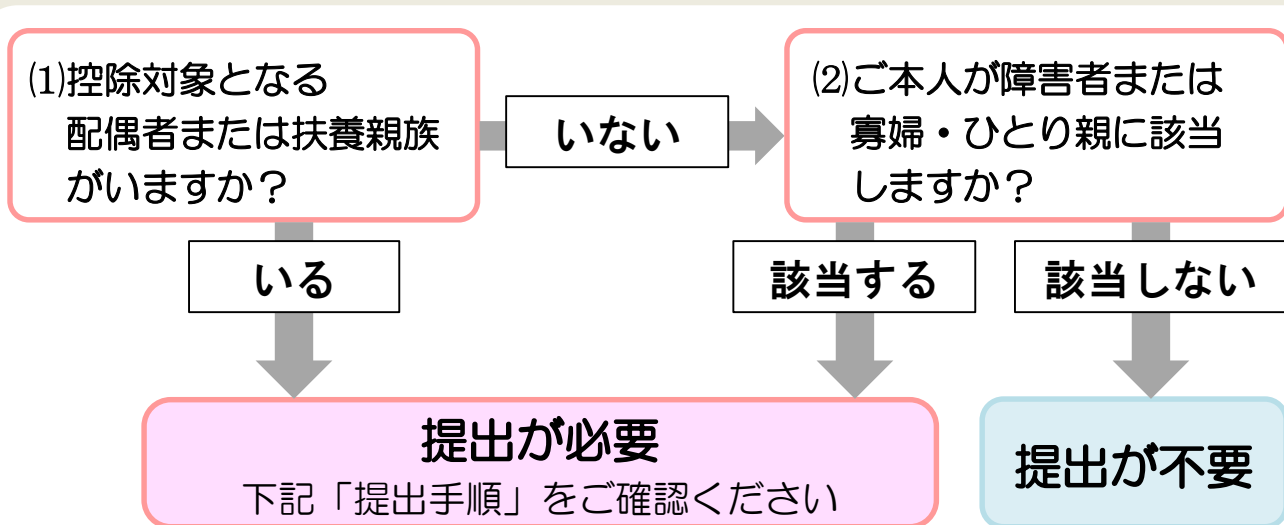 ⑴控除対象となる
配偶者または扶養親族
がいますか？
いない
⑵ご本人が障害者または
寡婦・ひとり親に該当
しますか？
いる
該当する
該当しない
提出が必要
下記「提出手順」をご確認ください
提出が不要